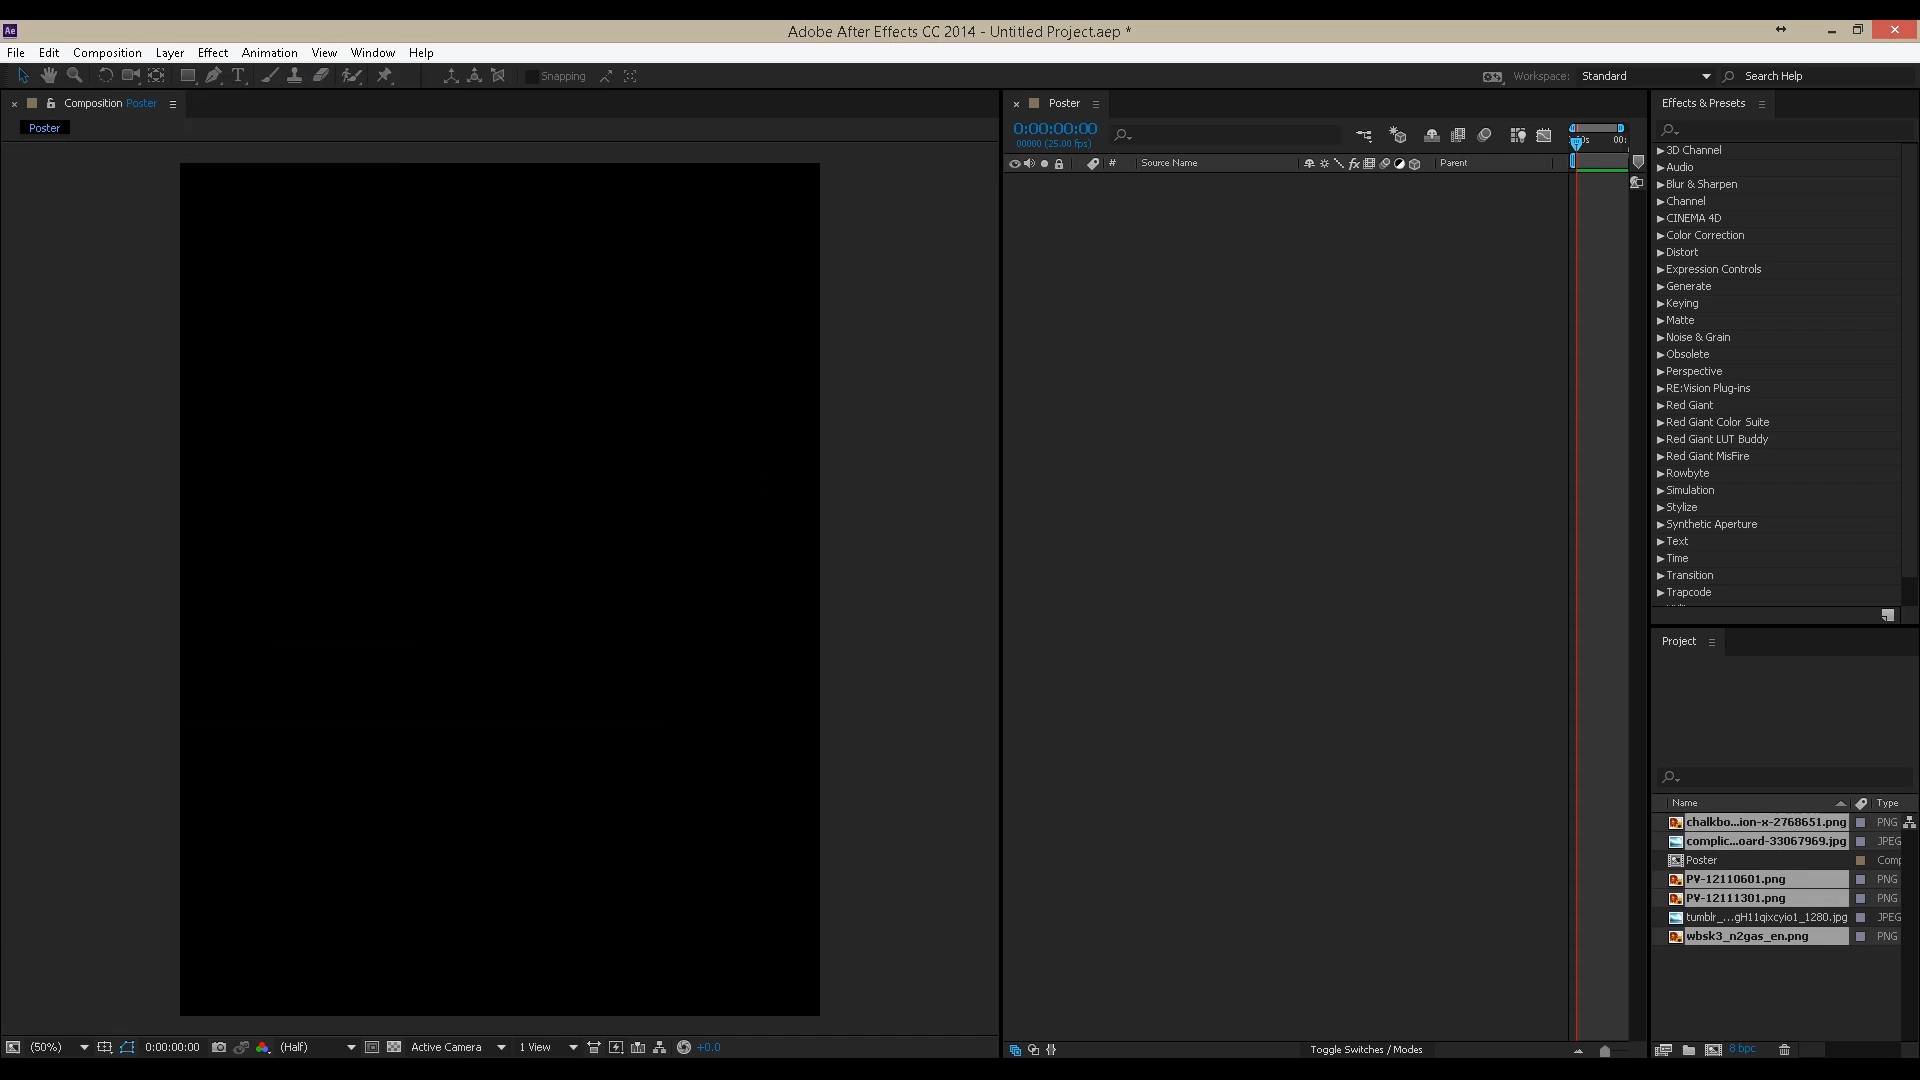 Ae
Adobe After Effects CC 2014 - Untitled Project.aep *
File Edit Composition Layer Effect Animation View Window Help
Snapping
Workspace: Standard
Search Help
Composition Poster
Poster
Poster
0:00:00:00
00000 (25.00 fps)
# Source Name
fx
Parent
Effects & Presets
3D Channel
Audio
Blur & Sharpen
Channel
CINEMA 4D
Color Correction
Distort
Expression Controls
Generate
Keying
Matte
Noise & Grain
Obsolete
Perspective
RE:Vision Plug-ins
Red Giant
Red Giant Color Suite
Red Giant LUT Buddy
Red Giant MisFire
Rowbyte
Simulation
Stylize
Synthetic Aperture
Text
Time
Transition
Trapcode
Project
Name Type
chalkbo...ion-x-2768651.png PNG
complic...oard-33067969.jpg JPEG
Poster Comp
PV-12110601.png PNG
PV-12111301.png PNG
tumblr_...gH11qixcyio1_1280.jpg JPEG
wbsk3_n2gas_en.png PNG
(50%) 0:00:00:00 (Half) Active Camera 1 View +0.0
Toggle Switches / Modes
8 bpc